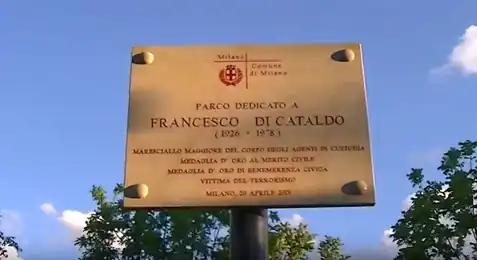 Milano
Comune
di Milano
PARCO DEDICATO A
FRANCESCO DI CATALDO
( 1926 * 1978 )
MARESCIALLO MAGGIORE DEL CORPO DEGLI AGENTI DI CUSTODIA
MEDAGLIA D' ORO AL MERITO CIVILE
MEDAGLIA D' ORO DI BENEMERENZA CIVICA
VITTIMA DEL TERRORISMO
MILANO, 20 APRILE